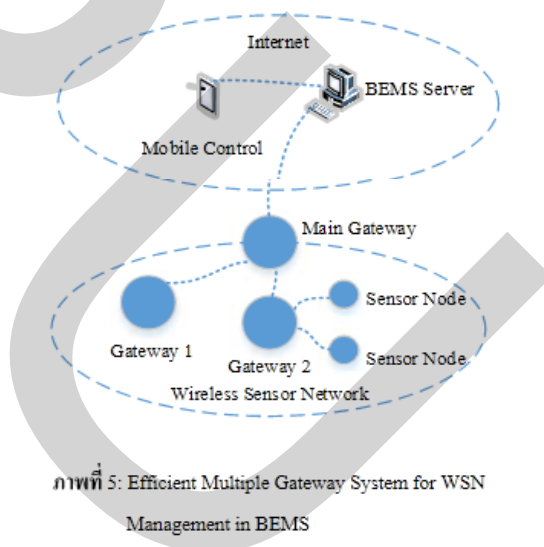 Internet
BEMS Server
Mobile Control
Main Gateway
Sensor Node
Gateway 1
Gateway 2
Sensor Node
Wireless Sensor Network
ภาพที่ 5: Efficient Multiple Gateway System for WSN
Management in BEMS